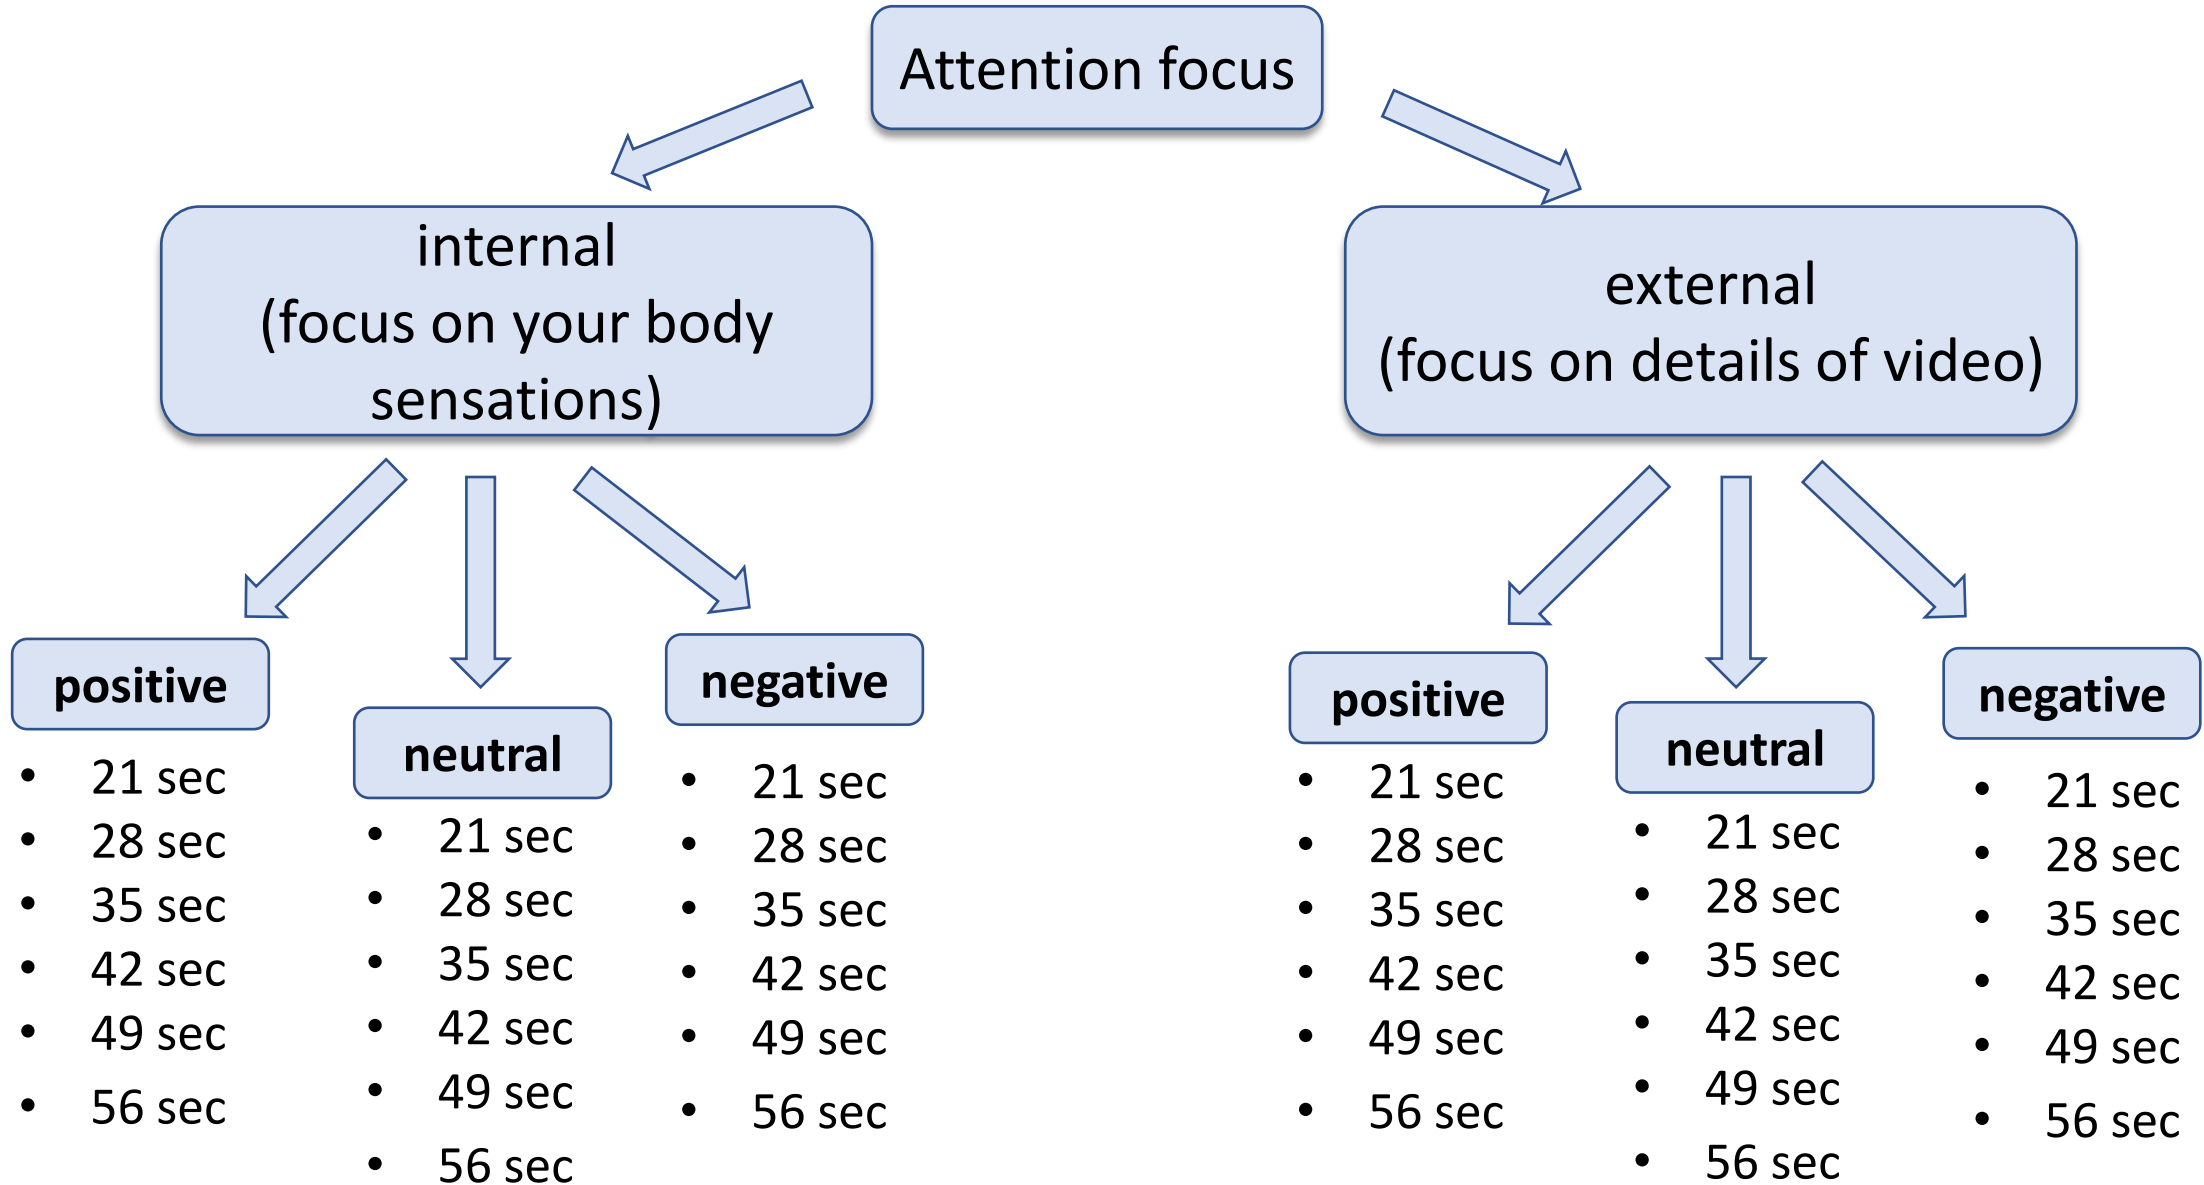 Attention focus
internal
(focus on your body
sensations)
external
(focus on details of video)
positive
• 21 sec
• 28 sec
• 35 sec
• 42 sec
• 49 sec
• 56 sec
neutral
• 21 sec
• 28 sec
• 35 sec
• 42 sec
• 49 sec
• 56 sec
negative
• 21 sec
• 28 sec
• 35 sec
• 42 sec
• 49 sec
• 56 sec
positive
• 21 sec
• 28 sec
• 35 sec
• 42 sec
• 49 sec
• 56 sec
neutral
• 21 sec
• 28 sec
• 35 sec
• 42 sec
• 49 sec
• 56 sec
negative
• 21 sec
• 28 sec
• 35 sec
• 42 sec
• 49 sec
• 56 sec